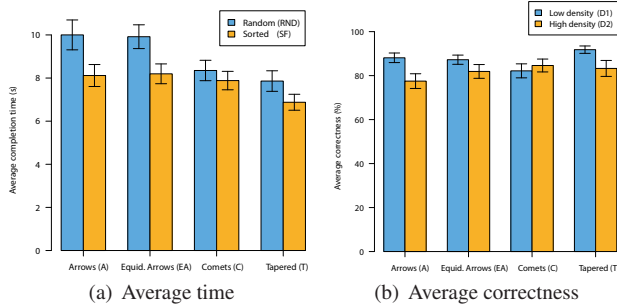 Random (RND)
Sorted (SF)
Average completion time (s)
10
8
6
4
2
0
Arrows (A) Equid. Arrows (EA) Comets (C) Tapered (T)
(a) Average time
Low density (D1)
High density (D2)
Average correctness (%)
100
80
60
40
20
0
Arrows (A) Equid. Arrows (EA) Comets (C) Tapered (T)
(b) Average correctness